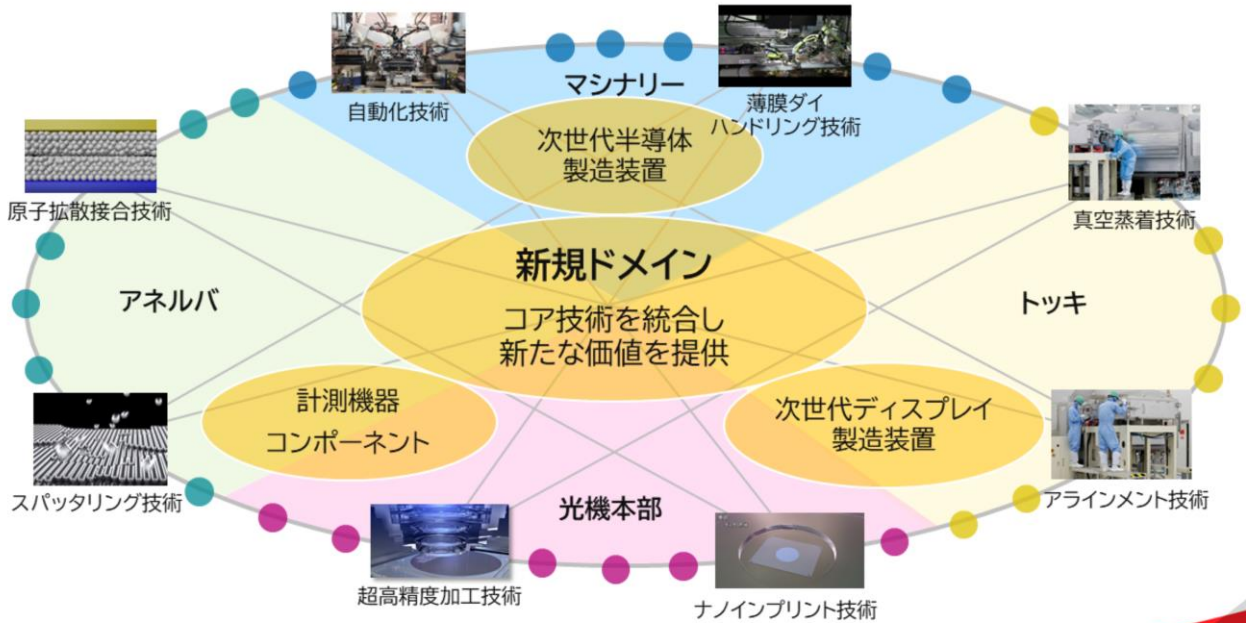 マシナリー
自動化技術
薄膜ダイ
ハンドリング技術
次世代半導体
製造装置
原子拡散接合技術
真空蒸着技術
新規ドメイン
コア技術を統合し
新たな価値を提供
アネルバ
トッキ
計測機器
コンポーネント
次世代ディスプレイ
製造装置
スパッタリング技術
アラインメント技術
光機本部
超高精度加工技術
ナノインプリント技術